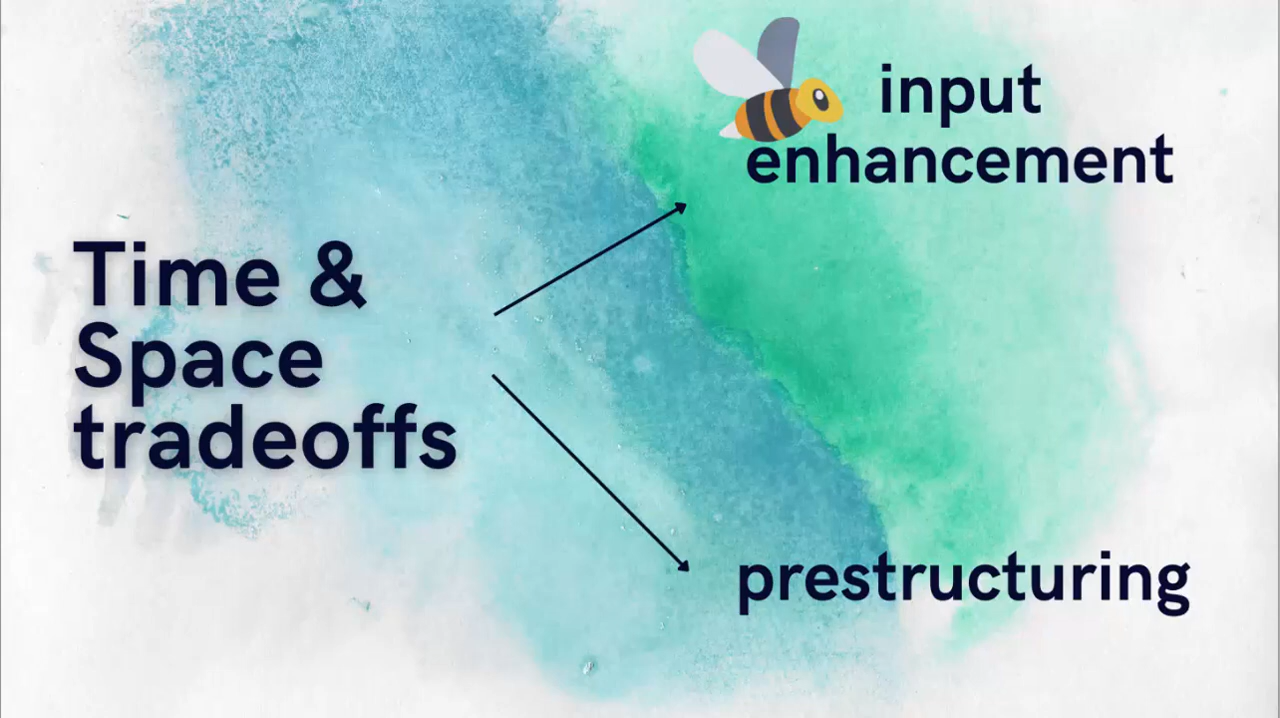 Time &
Space
tradeoffs
input
enhancement
prestructuring